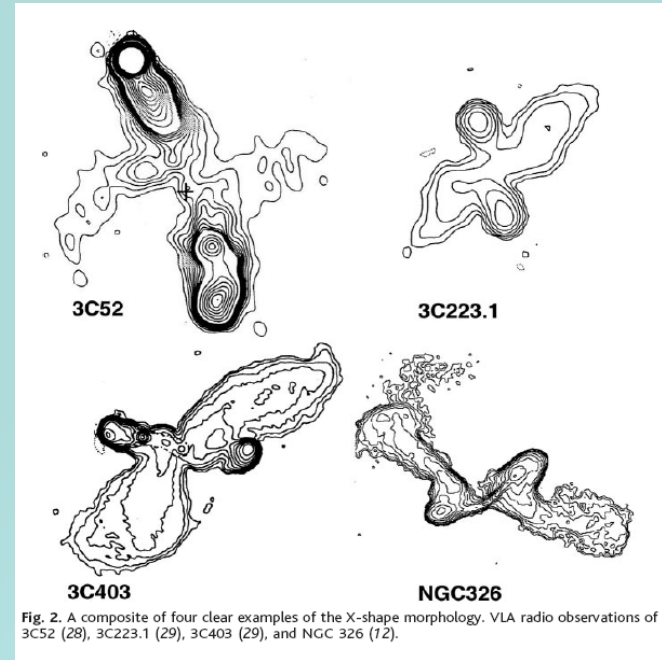 3C52
3C223.1
3C403
NGC326
Fig. 2. A composite of four clear examples of the X-shape morphology. VLA radio observations of
3C52 (28), 3C223.1 (29), 3C403 (29), and NGC 326 (12).